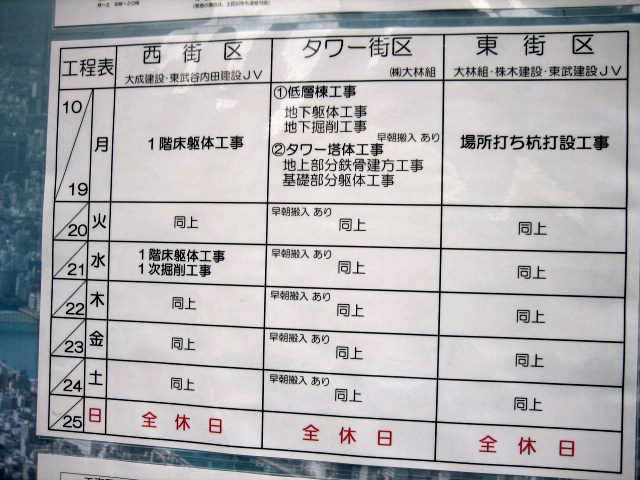 工程表 西街区 タワー街区 東街区
大成建設・東武谷内田建設JV (株)大林組 大林組・株木建設・東武建設JV
10
19 月
1階床躯体工事
①低層棟工事
地下躯体工事
地下掘削工事
早朝搬入 あり
②タワー塔体工事
地上部分鉄骨建方工事
基礎部分躯体工事
場所打ち杭打設工事
20 火 同上 早朝搬入 あり 同上 同上
21 水
1階床躯体工事
1次掘削工事
早朝搬入 あり 同上 同上
22 木 同上 早朝搬入 あり 同上 同上
23 金 同上 早朝搬入 あり 同上 同上
24 土 同上 早朝搬入 あり 同上 同上
25 日 全休日 全休日 全休日